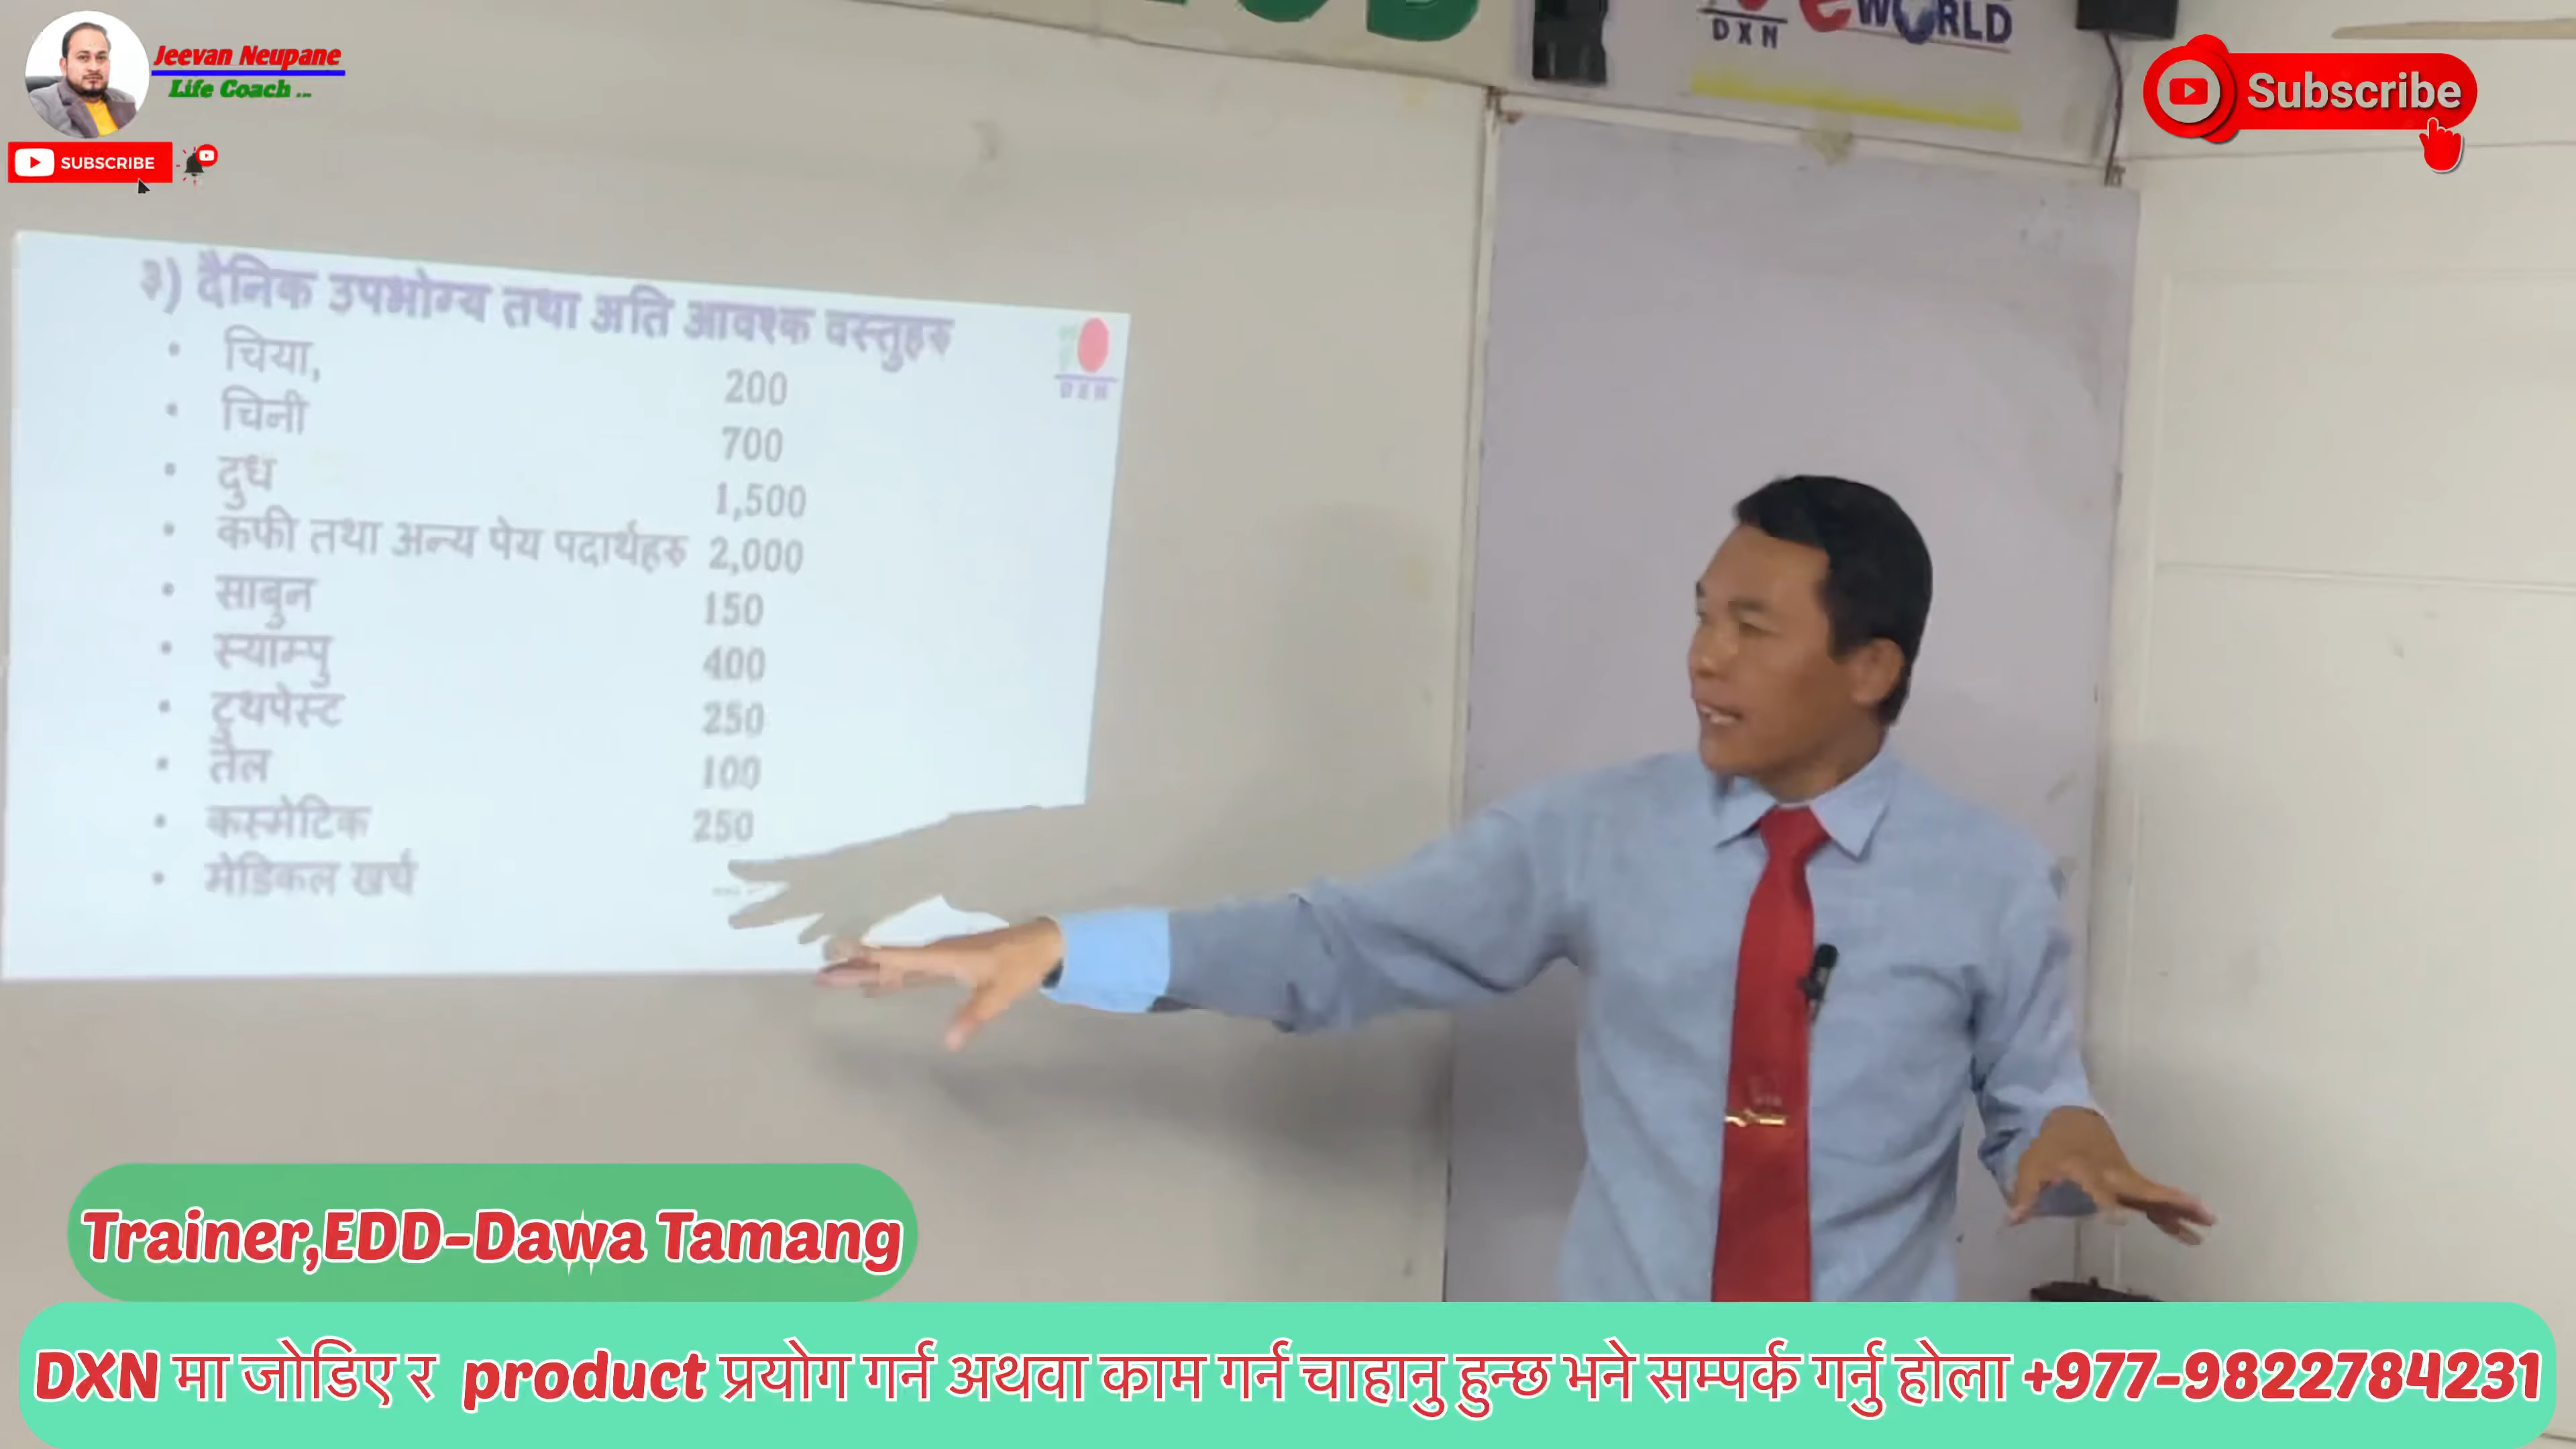 Jeevan Neupane
Life Coach ...
SUBSCRIBE
DXN
eWORLD
Subscribe
३) दैनिक उपभोग्य तथा अति आवश्क वस्तुहरु
• चिया, 200
• चिनी 700
• दुध 1,500
• कफी तथा अन्य पेय पदार्थहरु 2,000
• साबुन 150
• स्याम्पु 400
• टुथपेस्ट 250
• तेल 100
• कस्मेटिक 250
• मेडिकल खर्च
DXN
Trainer,EDD-Dawa Tamang
DXN मा जोडिए र product प्रयोग गर्न अथवा काम गर्न चाहानु हुन्छ भने सम्पर्क गर्नु होला +977-9822784231